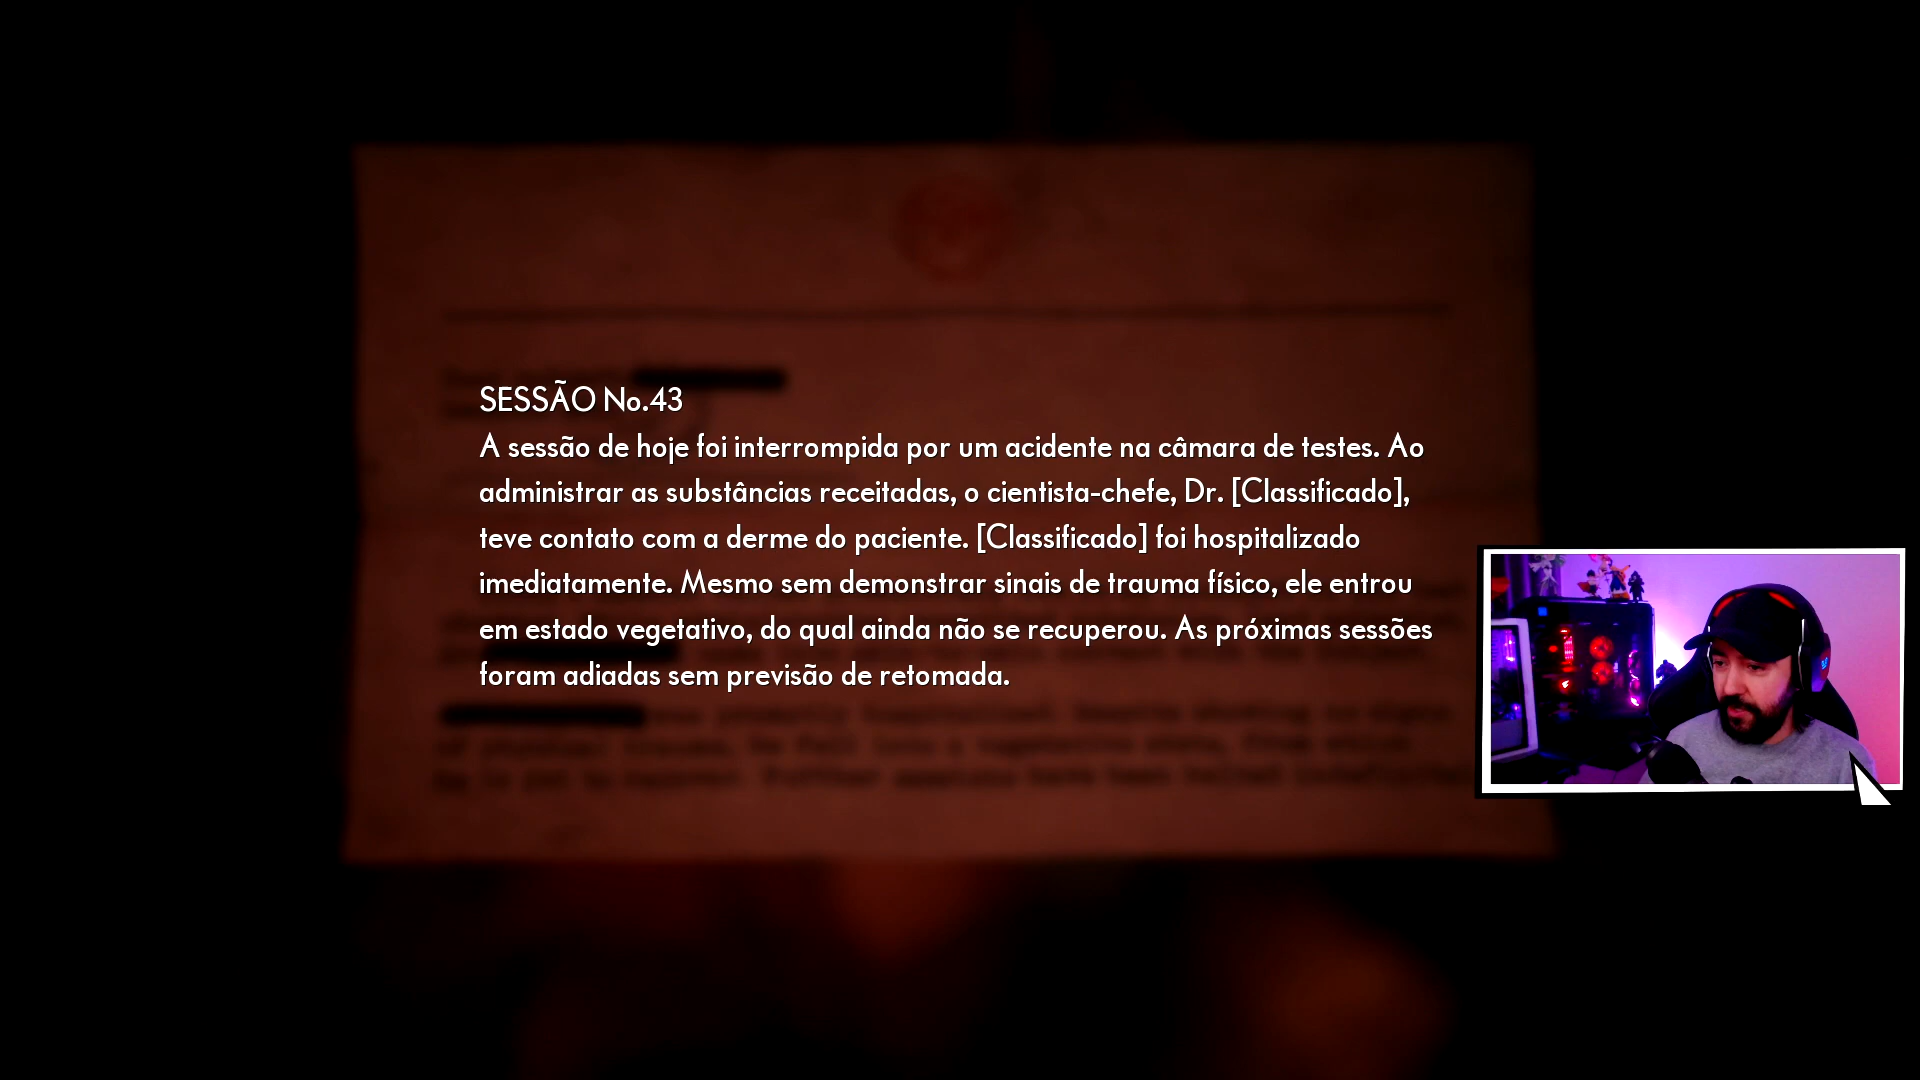 SESSÃO No.43
A sessão de hoje foi interrompida por um acidente na câmara de testes. Ao
administrar as substâncias receitadas, o cientista-chefe, Dr. [Classificado],
teve contato com a derme do paciente. [Classificado] foi hospitalizado
imediatamente. Mesmo sem demonstrar sinais de trauma físico, ele entrou
em estado vegetativo, do qual ainda não se recuperou. As próximas sessões
foram adiadas sem previsão de retomada.